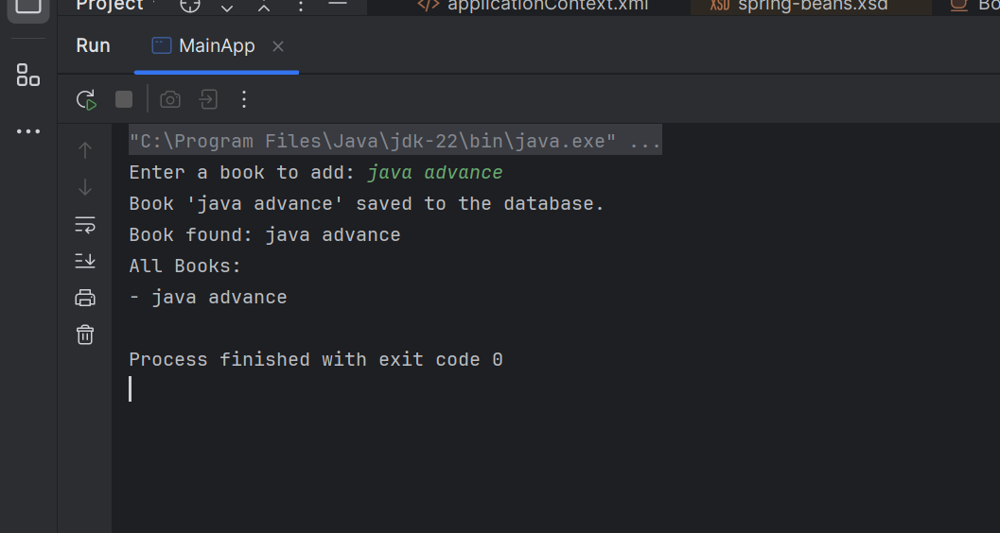 Project
applicationContext.xml
spring-beans.xsd
Bo
Run
MainApp
"C:\Program Files\Java\jdk-22\bin\java.exe" ...
Enter a book to add: java advance
Book 'java advance' saved to the database.
Book found: java advance
All Books:
- java advance
Process finished with exit code 0